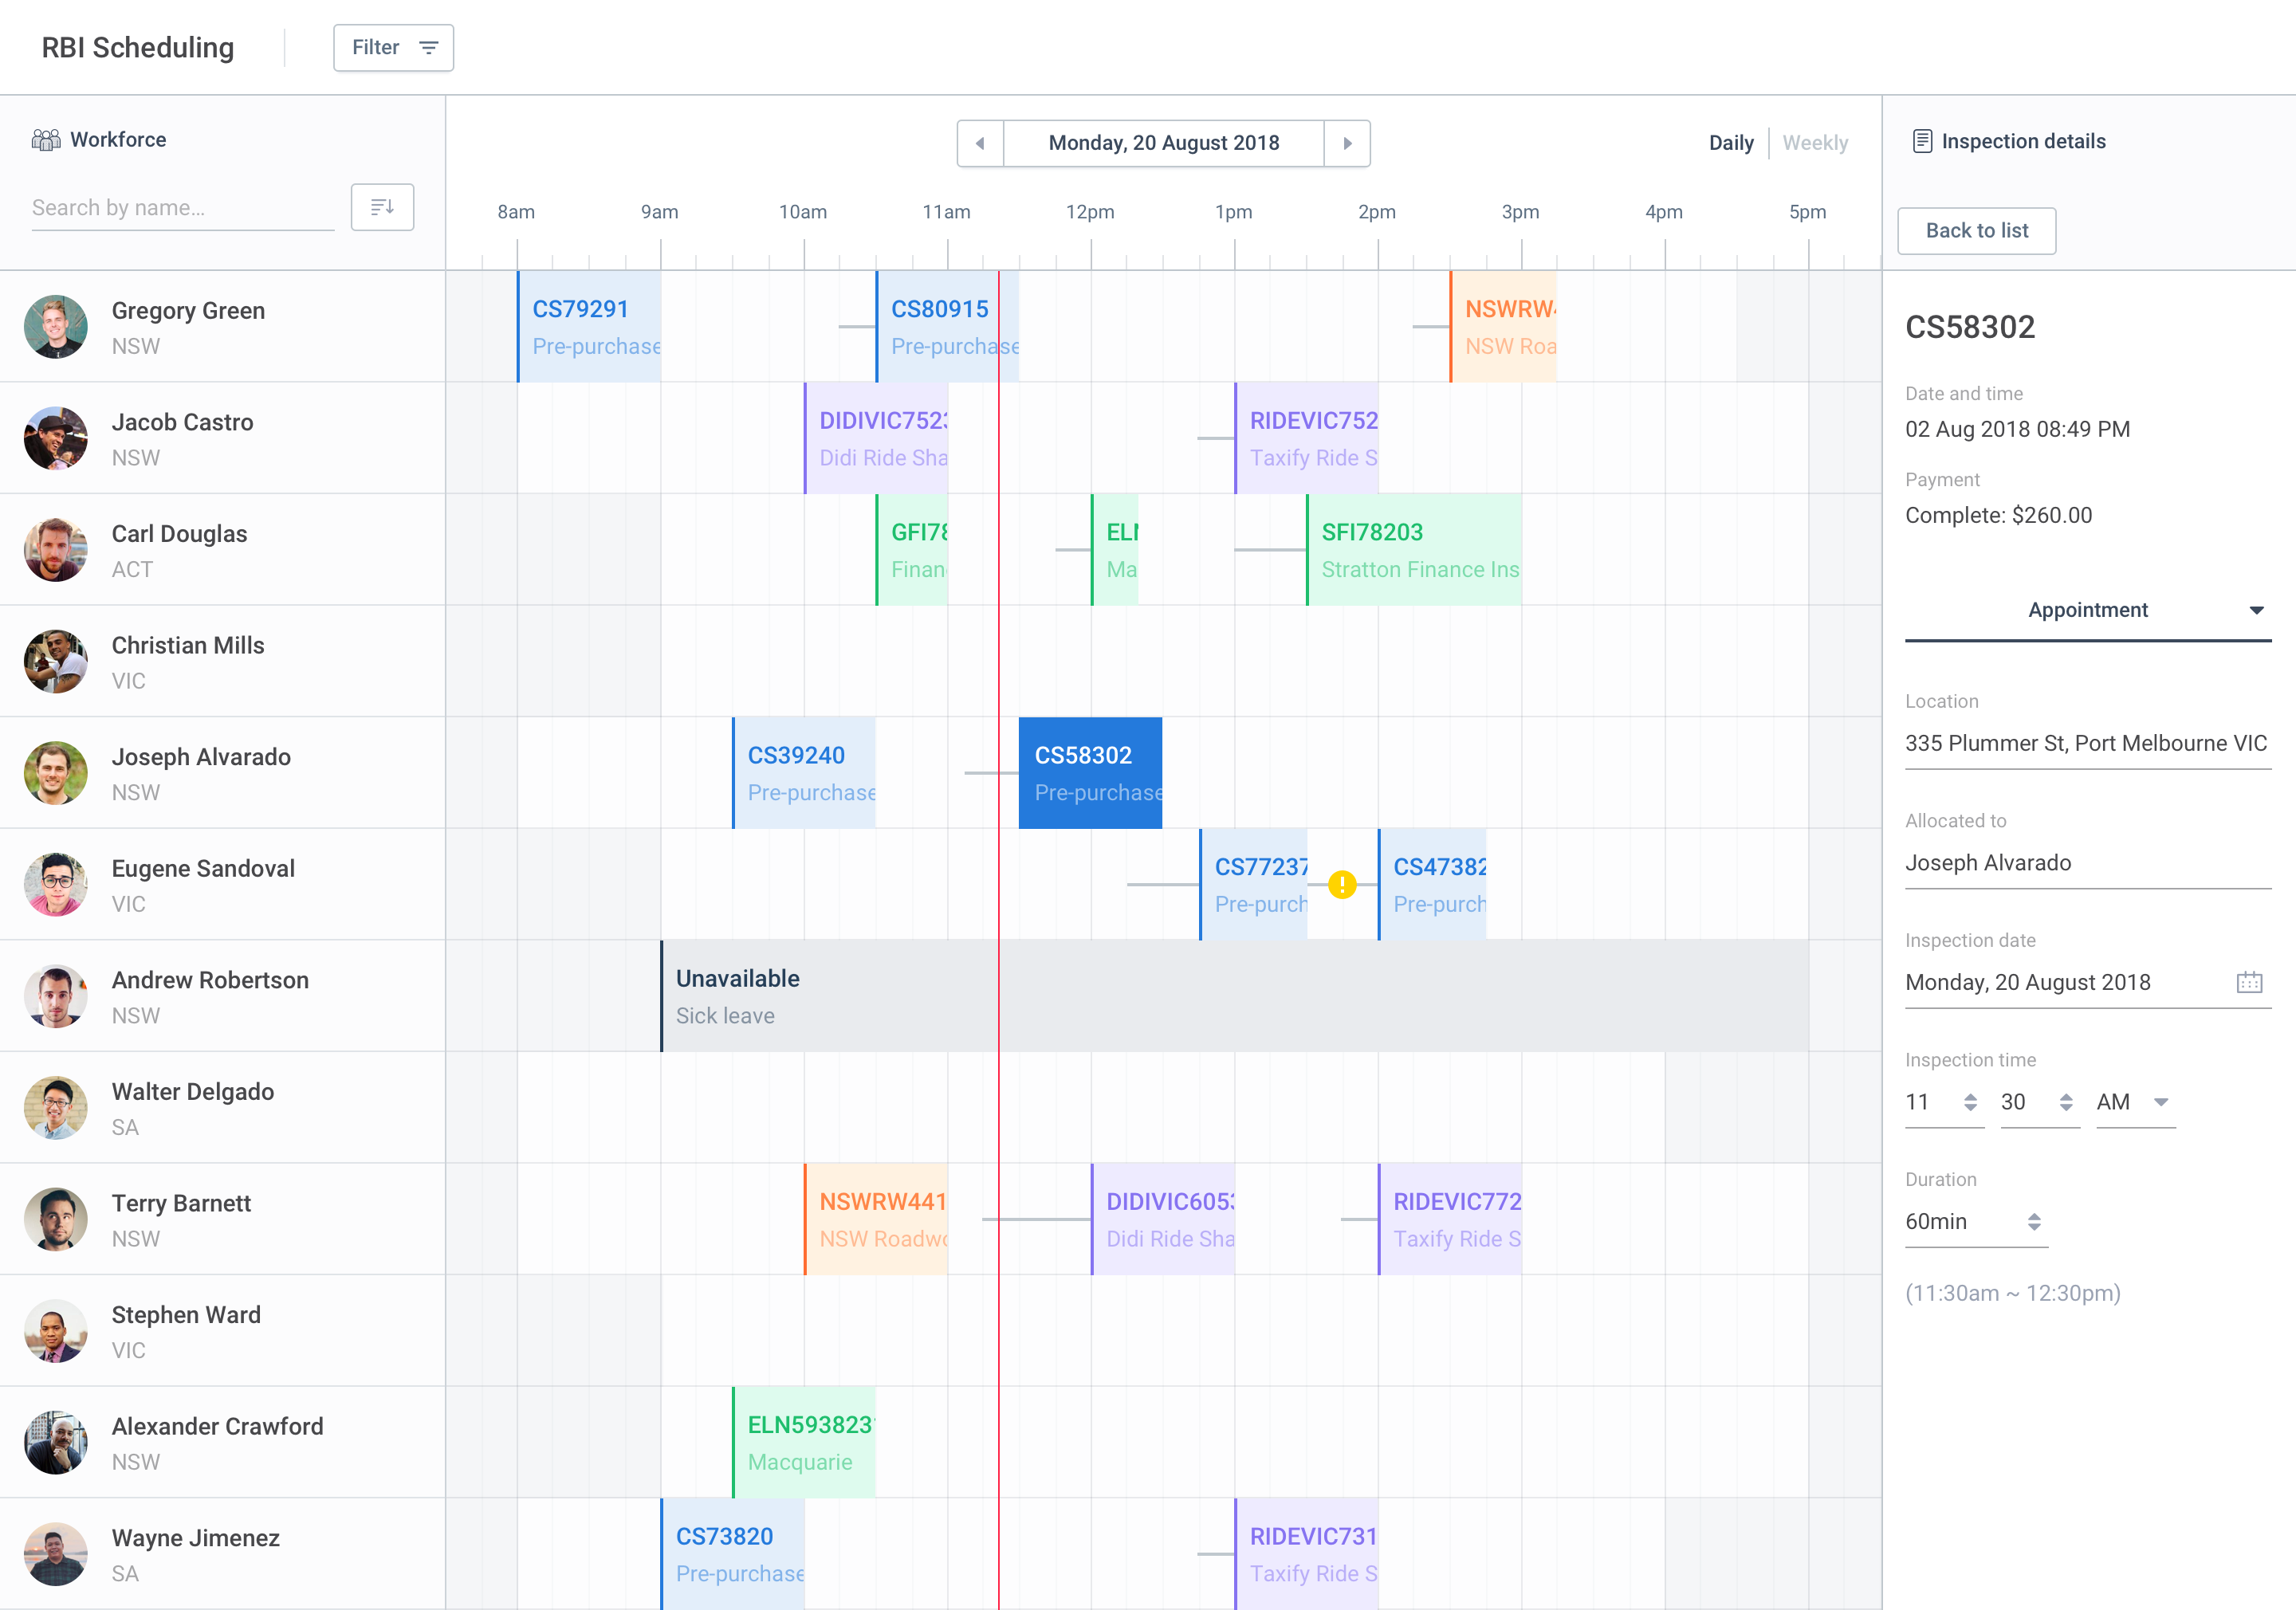 RBI Scheduling
Filter
Workforce
Search by name...
Monday, 20 August 2018
Daily
Weekly
8am 9am 10am 11am 12pm 1pm 2pm 3pm 4pm 5pm
Inspection details
Back to list
Gregory Green
NSW
CS79291
Pre-purchase
CS80915
Pre-purchase
NSWRW
NSW Roa
Jacob Castro
NSW
DIDIVIC752
Didi Ride Sha
RIDEVIC752
Taxify Ride S
Carl Douglas
ACT
GFI78
Finan
EL
Ma
SFI78203
Stratton Finance Ins
Christian Mills
VIC
Joseph Alvarado
NSW
CS39240
Pre-purchase
CS58302
Pre-purchase
Eugene Sandoval
VIC
CS77237
Pre-purch
!
CS47382
Pre-purch
Andrew Robertson
NSW
Unavailable
Sick leave
Walter Delgado
SA
Terry Barnett
NSW
NSWRW441
NSW Roadwo
DIDIVIC605
Didi Ride Sha
RIDEVIC772
Taxify Ride S
Stephen Ward
VIC
Alexander Crawford
NSW
ELN593823
Macquarie
Wayne Jimenez
SA
CS73820
Pre-purchase
RIDEVIC731
Taxify Ride S
CS58302
Date and time
02 Aug 2018 08:49 PM
Payment
Complete: $260.00
Appointment
Location
335 Plummer St, Port Melbourne VIC
Allocated to
Joseph Alvarado
Inspection date
Monday, 20 August 2018
Inspection time
11 30 AM
Duration
60min
(11:30am ~ 12:30pm)